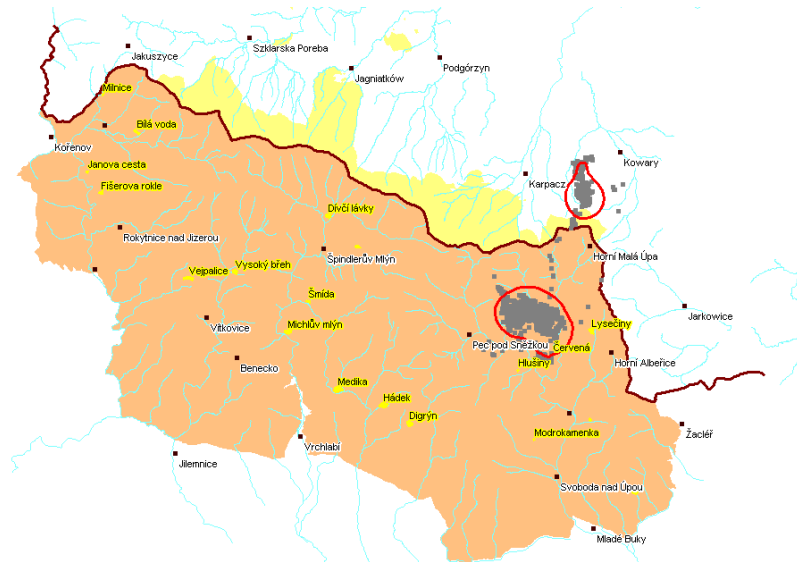 Szklarska Poreba
Jakuszyce
Podgórzyn
Jagniatków
Milnice
Bílá voda
Kořenov
Kowary
Janova cesta
Karpacz
Fišerova rokle
Dívčí lávky
Rokytnice nad Jizerou
Špindlerův Mlýn
Horní Malá Úpa
Vysoký břeh
Vejpalice
Šmída
Jarkowice
Vítkovice
Michlův mlýn
Lysečiny
Pec pod Sněžkou
Červená
Hlušiny
Horní Albeřice
Benecko
Medika
Hádek
Digrýn
Modrokamenka
Žacléř
Vrchlabí
Jilemnice
Svoboda nad Úpou
Mladé Buky